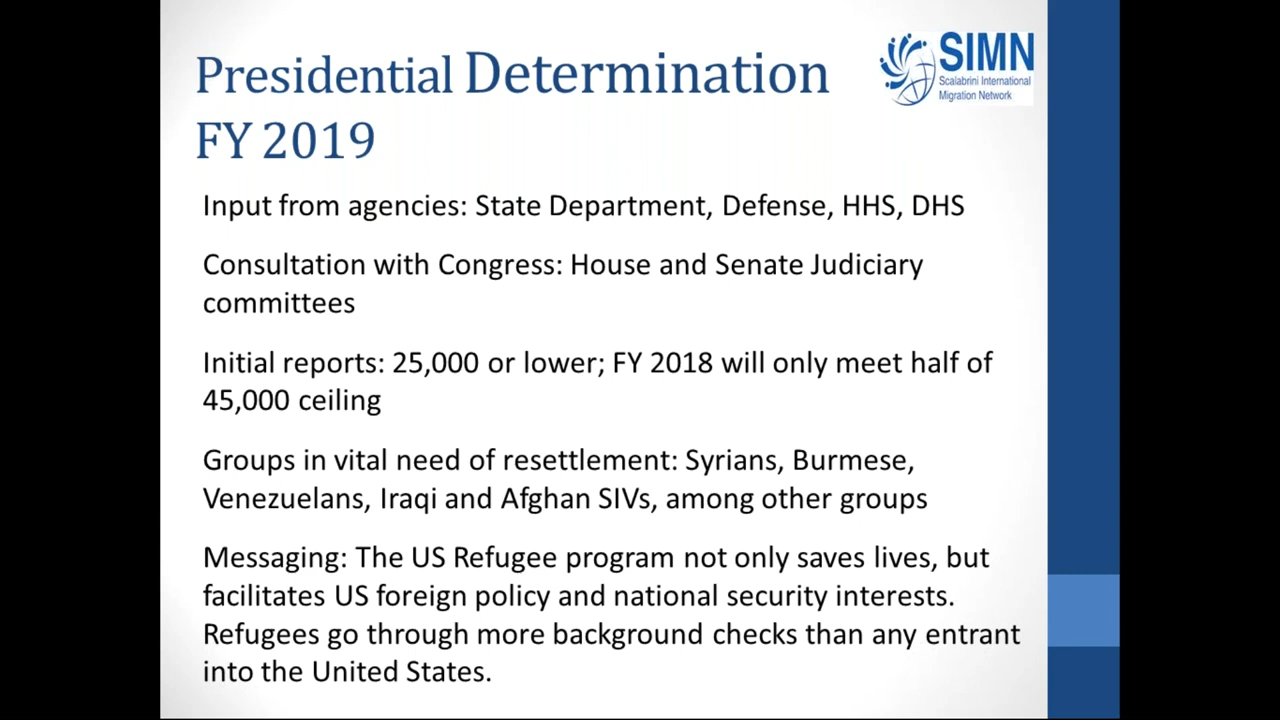 Presidential Determination
FY 2019
SIMN
Scalabrini International
Migration Network
Input from agencies: State Department, Defense, HHS, DHS
Consultation with Congress: House and Senate Judiciary
committees
Initial reports: 25,000 or lower; FY 2018 will only meet half of
45,000 ceiling
Groups in vital need of resettlement: Syrians, Burmese,
Venezuelans, Iraqi and Afghan SIVs, among other groups
Messaging: The US Refugee program not only saves lives, but
facilitates US foreign policy and national security interests.
Refugees go through more background checks than any entrant
into the United States.